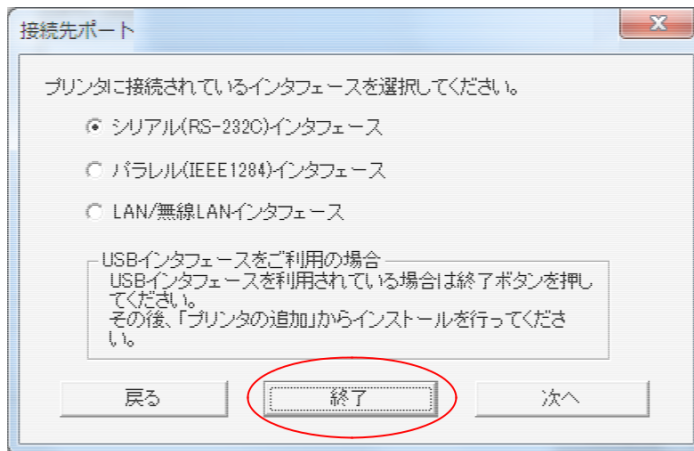 接続先ポート
プリンタに接続されているインタフェースを選択してください。
シリアル(RS-232C)インタフェース
パラレル(IEEE1284)インタフェース
LAN/無線LANインタフェース
USBインタフェースをご利用の場合
USBインタフェースを利用されている場合は終了ボタンを押し
てください。
その後、「プリンタの追加」からインストールを行ってくださ
い。
戻る
終了
次へ